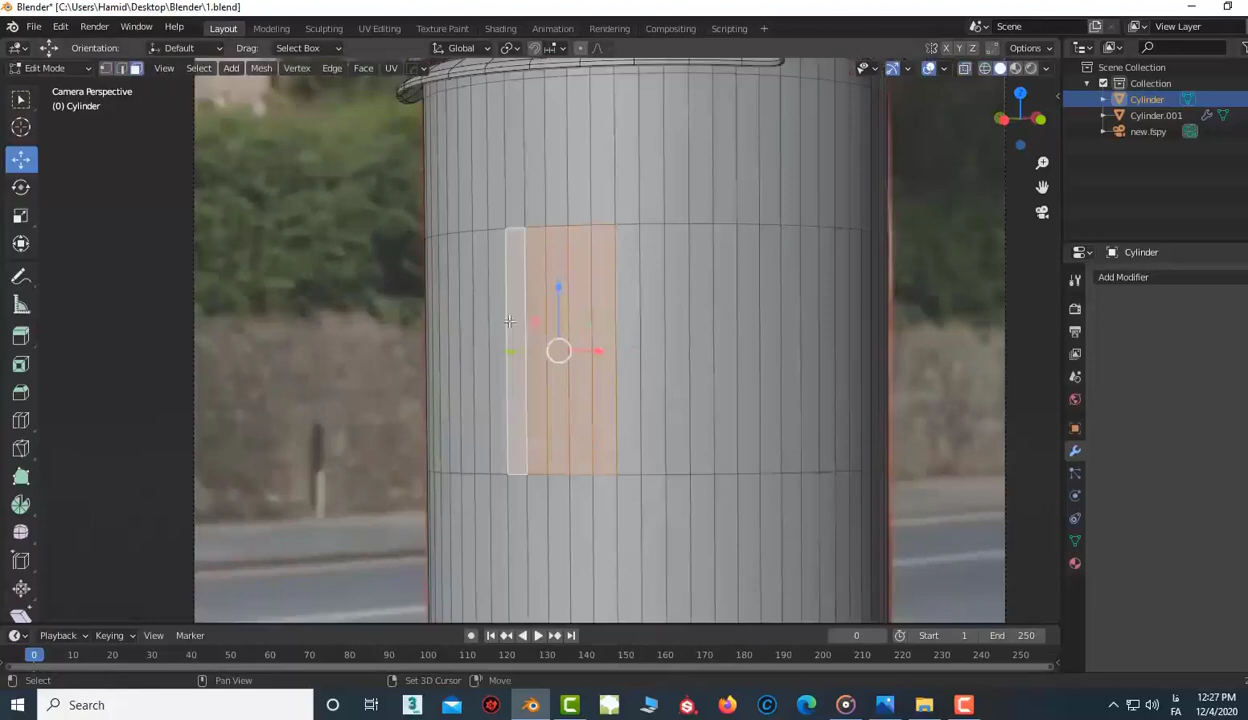 Blender* [C:\Users\Hamid\Desktop\Blender\1.blend]
File Edit Render Window Help Layout Modeling Sculpting UV Editing Texture Paint Shading Animation Rendering Compositing Scripting + Scene View Layer
Orientation: Default Drag: Select Box Global X Y Z Options
Edit Mode View Select Add Mesh Vertex Edge Face UV
Camera Perspective
(0) Cylinder
Z
Scene Collection
Collection
Cylinder
Cylinder.001
new.fspy
Cylinder
Add Modifier
Playback Keying View Marker 0 Start 1 End 250
0 10 20 30 40 50 60 70 80 90 100 110 120 130 140 150 160 170 180 190 200 210 220 230 240 250
Select Pan View Set 3D Cursor Move
Search
3
12:27 PM
12/4/2020
فا
FA